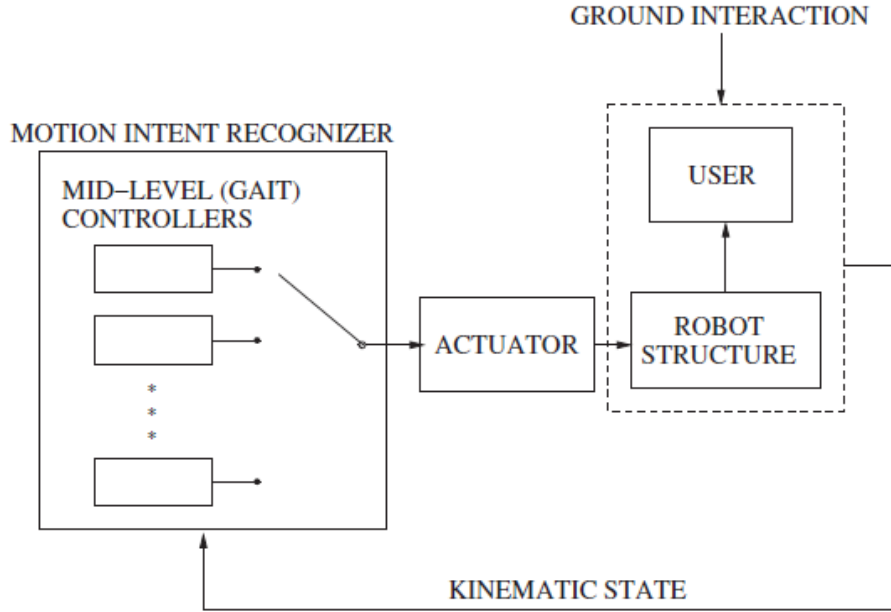 GROUND INTERACTION
MOTION INTENT RECOGNIZER
MID−LEVEL (GAIT)
CONTROLLERS
*
*
*
ACTUATOR
USER
ROBOT
STRUCTURE
KINEMATIC STATE